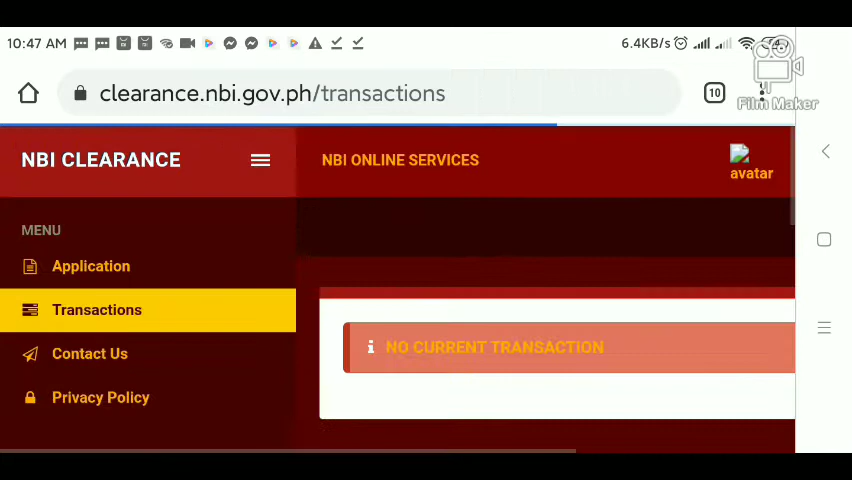 10:47 AM
6.4KB/s
clearance.nbi.gov.ph/transactions
10
Film Maker
NBI CLEARANCE
NBI ONLINE SERVICES
avatar
MENU
Application
Transactions
NO CURRENT TRANSACTION
Contact Us
Privacy Policy